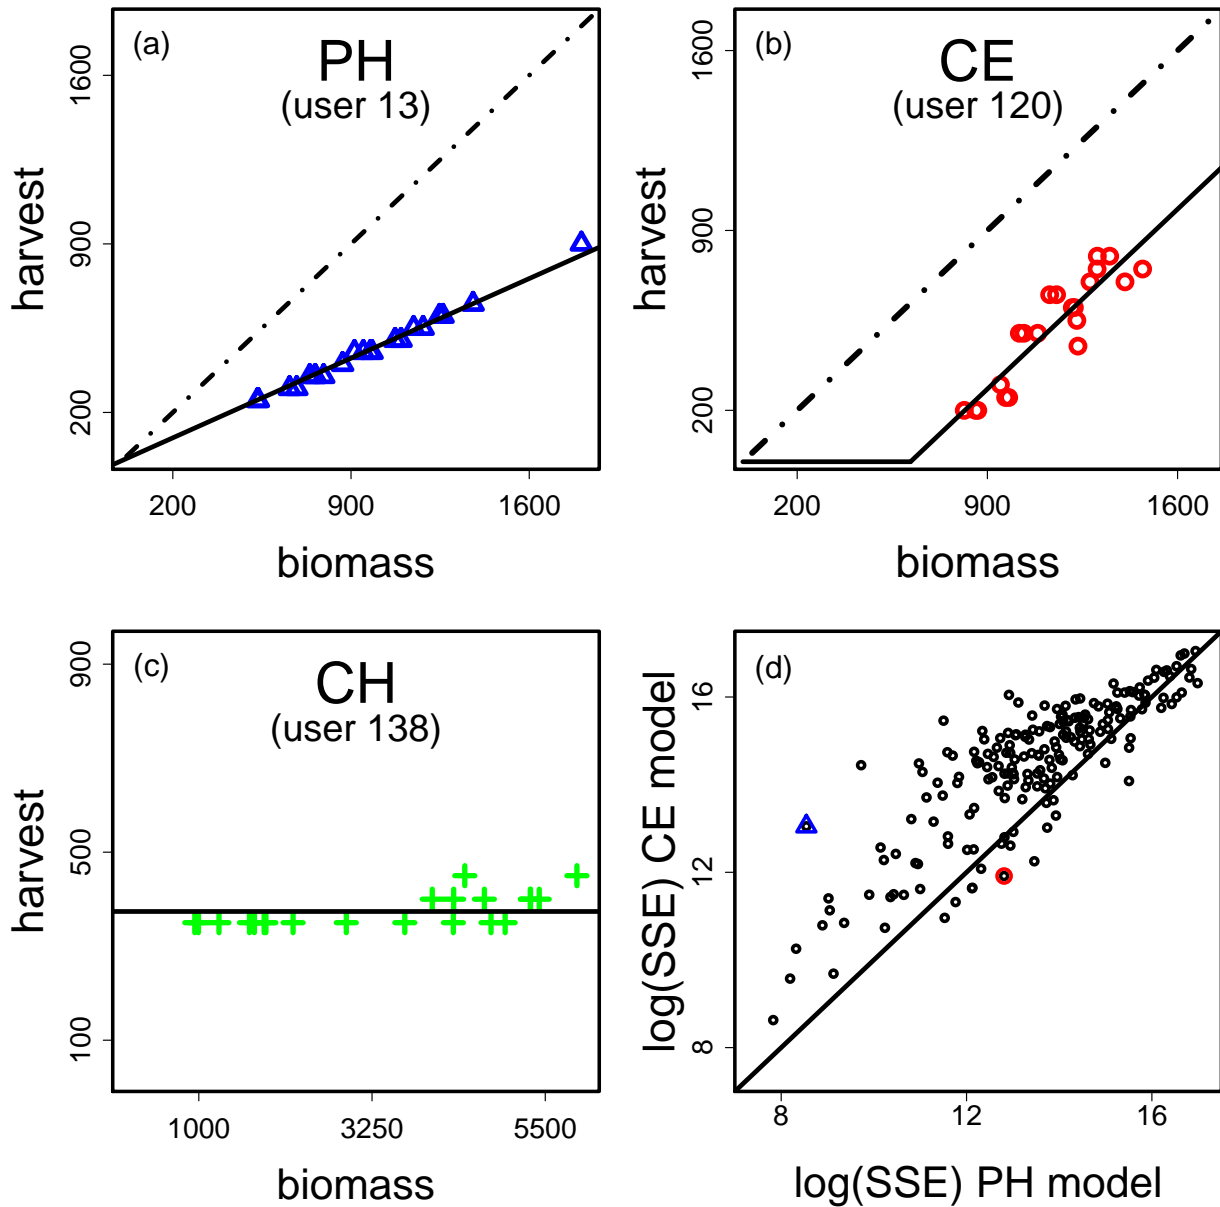 (a)
PH
(user 13)
harvest
1600
900
200
200
900
1600
biomass
(b)
CE
(user 120)
harvest
1600
900
200
200
900
1600
biomass
(c)
CH
(user 138)
harvest
900
500
100
1000
3250
5500
biomass
(d)
log(SSE) CE model
16
12
8
8
12
16
log(SSE) PH model